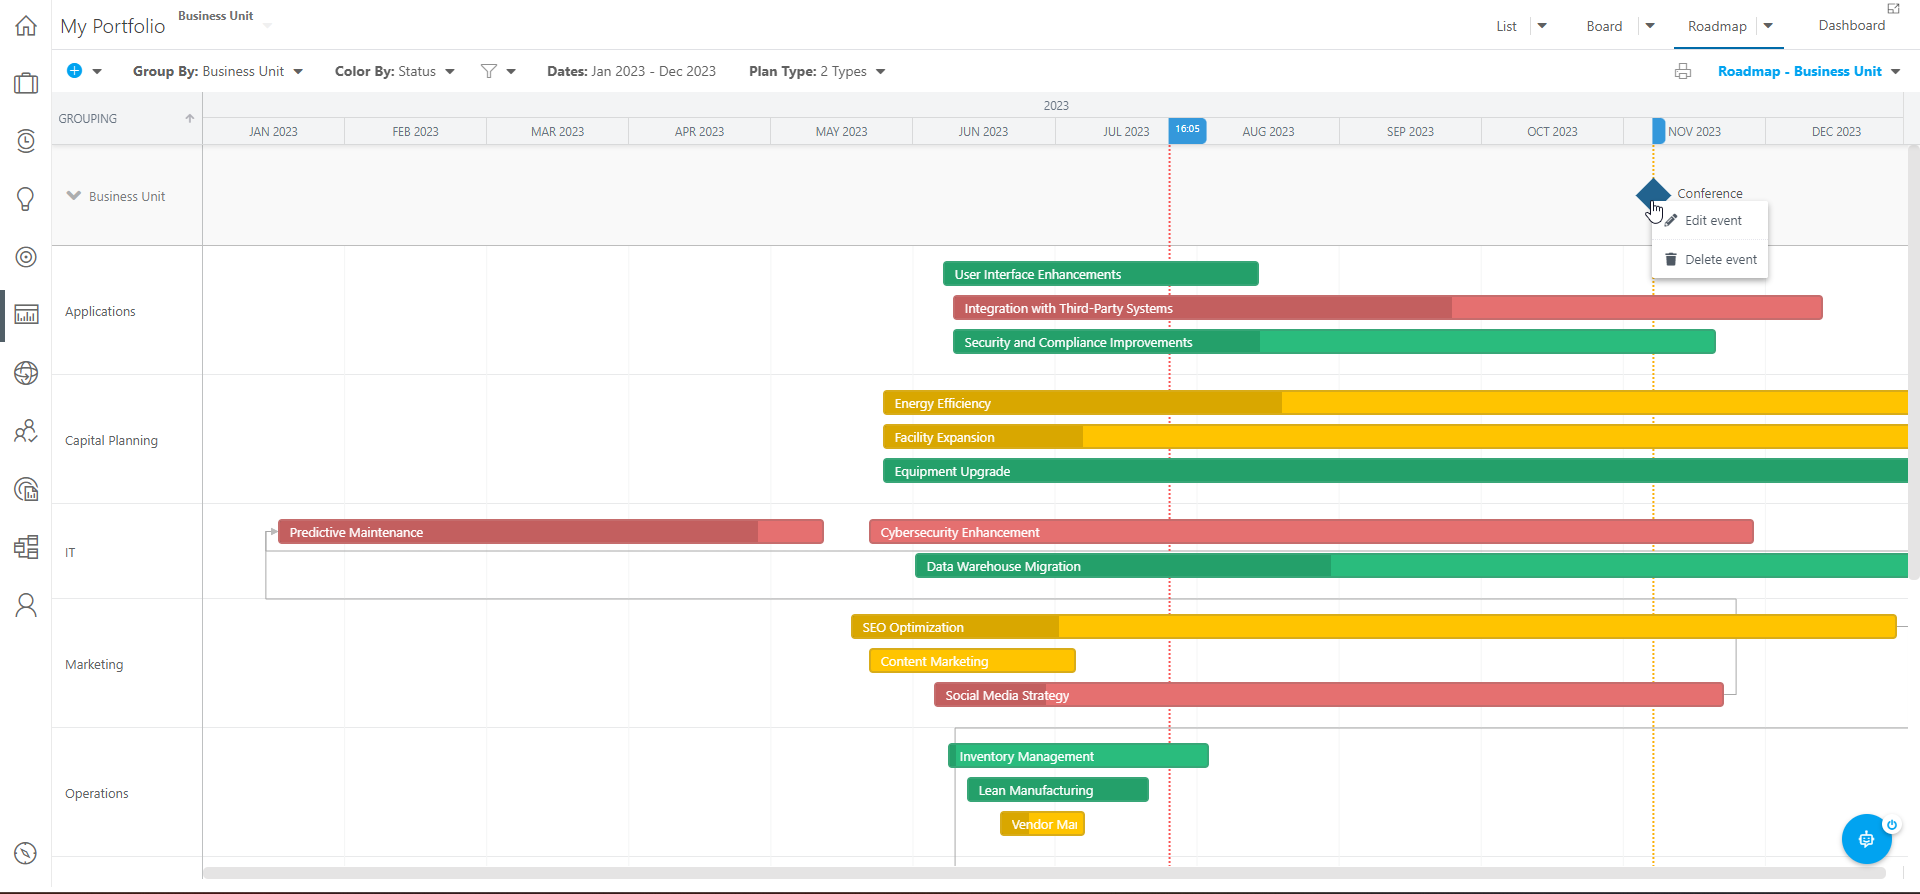 My Portfolio
Business Unit
List
Board
Roadmap
Dashboard
Group By: Business Unit
Color By: Status
Dates: Jan 2023 - Dec 2023
Plan Type: 2 Types
Roadmap - Business Unit
GROUPING
2023
JAN 2023
FEB 2023
MAR 2023
APR 2023
MAY 2023
JUN 2023
JUL 2023
16:05
AUG 2023
SEP 2023
OCT 2023
NOV 2023
DEC 2023
Business Unit
Conference
Edit event
Delete event
Applications
User Interface Enhancements
Integration with Third-Party Systems
Security and Compliance Improvements
Capital Planning
Energy Efficiency
Facility Expansion
Equipment Upgrade
IT
Predictive Maintenance
Cybersecurity Enhancement
Data Warehouse Migration
Marketing
SEO Optimization
Content Marketing
Social Media Strategy
Operations
Inventory Management
Lean Manufacturing
Vendor Mar